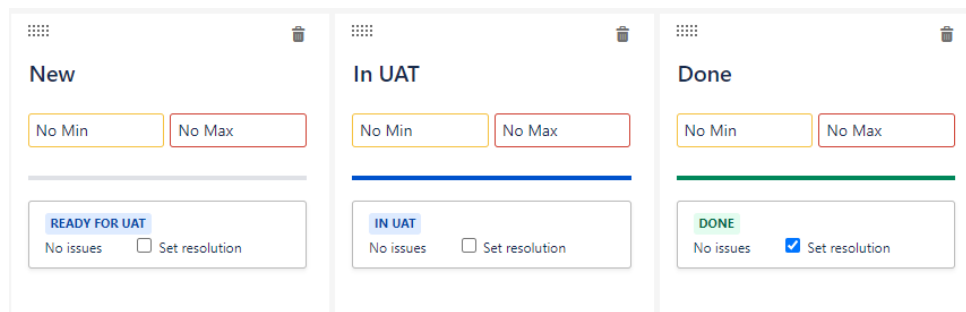 New
In UAT
Done
No Min
No Max
No Min
No Max
No Min
No Max
READY FOR UAT
No issues
Set resolution
IN UAT
No issues
Set resolution
DONE
No issues
Set resolution